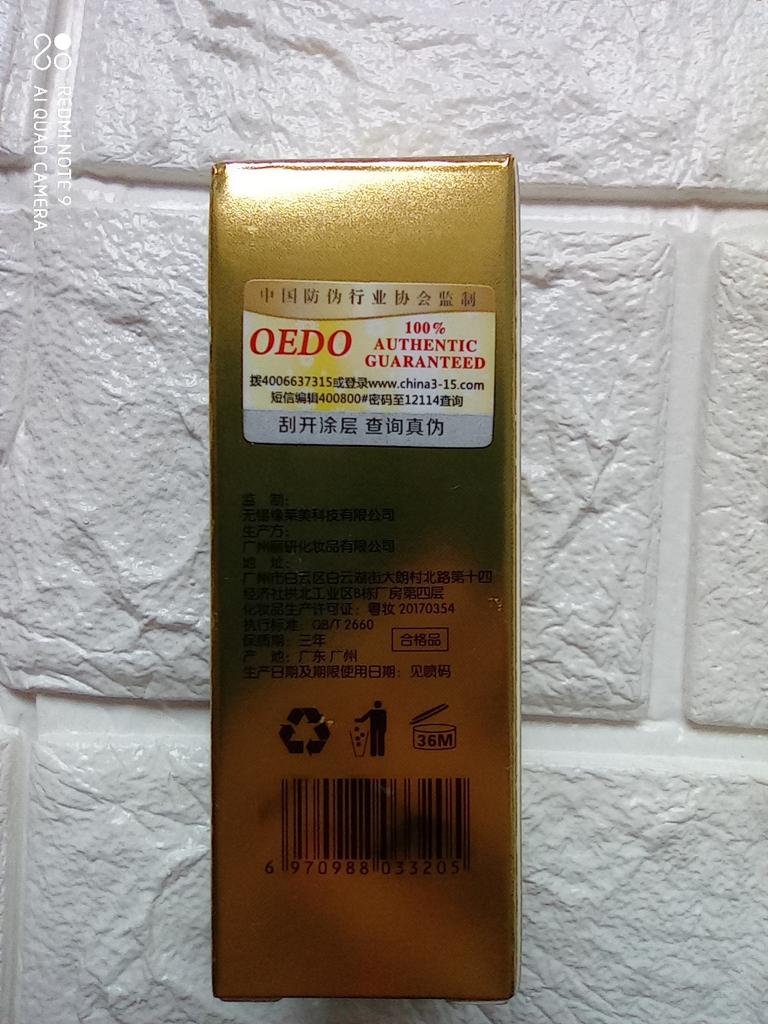 REDMI NOTE 9
AI QUAD CAMERA
中国防伪行业协会监制
OEDO
100%
AUTHENTIC
GUARANTEED
拨4006637315或登录www.china3-15.com
短信编辑400800#密码至12114查询
刮开涂层 查询真伪
监 制:
无锡缘莱美科技有限公司
生产方:
广州丽研化妆品有限公司
地 址:
广州市白云区白云湖街大朗村北路第十四
经济社拱北工业区B栋厂房第四层
化妆品生产许可证: 粤妆 20170354
执行标准: QB/T 2660
保质期: 三年
合格品
产 地: 广东 广州
生产日期及期限使用日期: 见喷码
36M
6 970988 033205